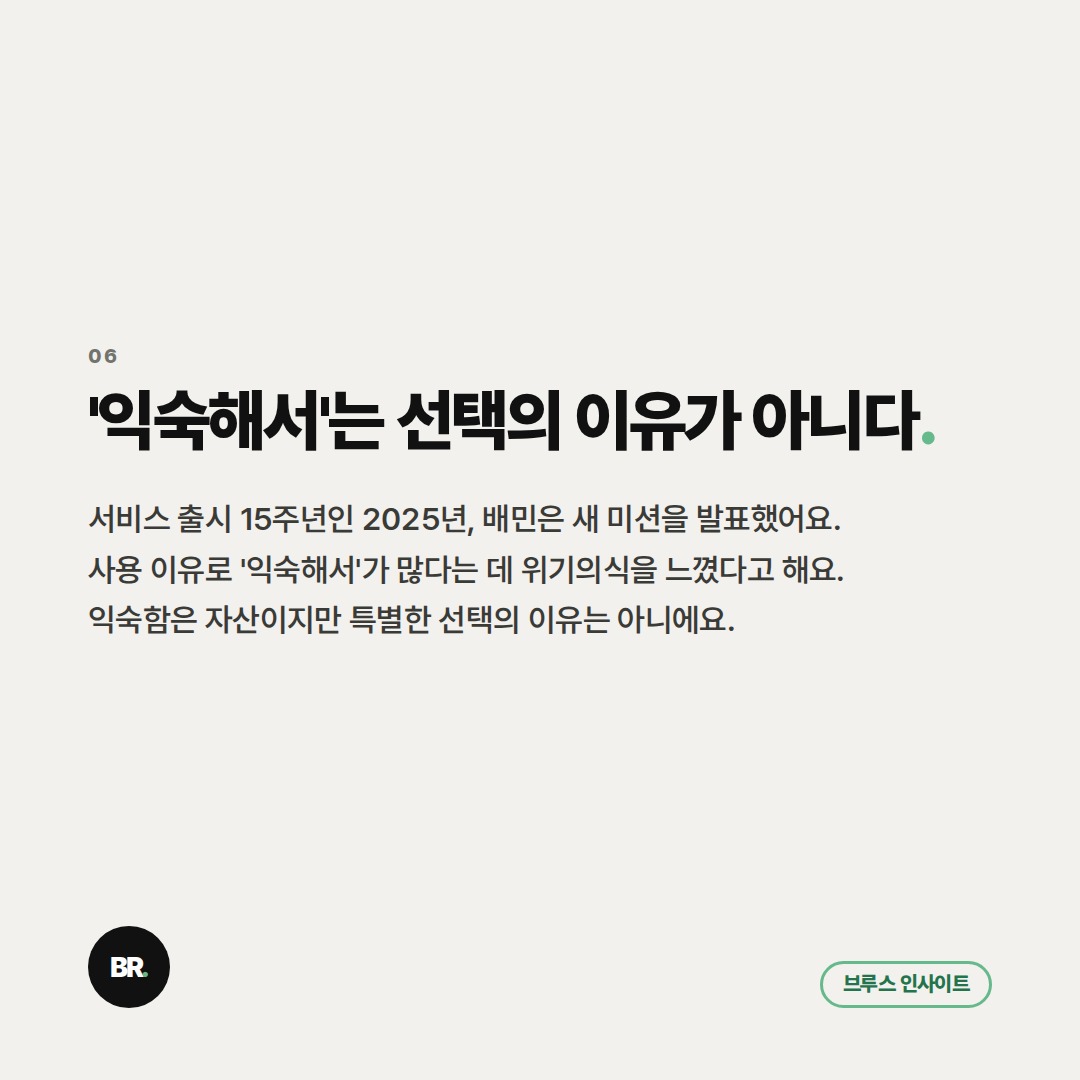 06
'익숙해서'는 선택의 이유가 아니다.
서비스 출시 15주년인 2025년, 배민은 새 미션을 발표했어요.
사용 이유로 '익숙해서'가 많다는 데 위기의식을 느꼈다고 해요.
익숙함은 자산이지만 특별한 선택의 이유는 아니에요.
BR.
브루스 인사이트